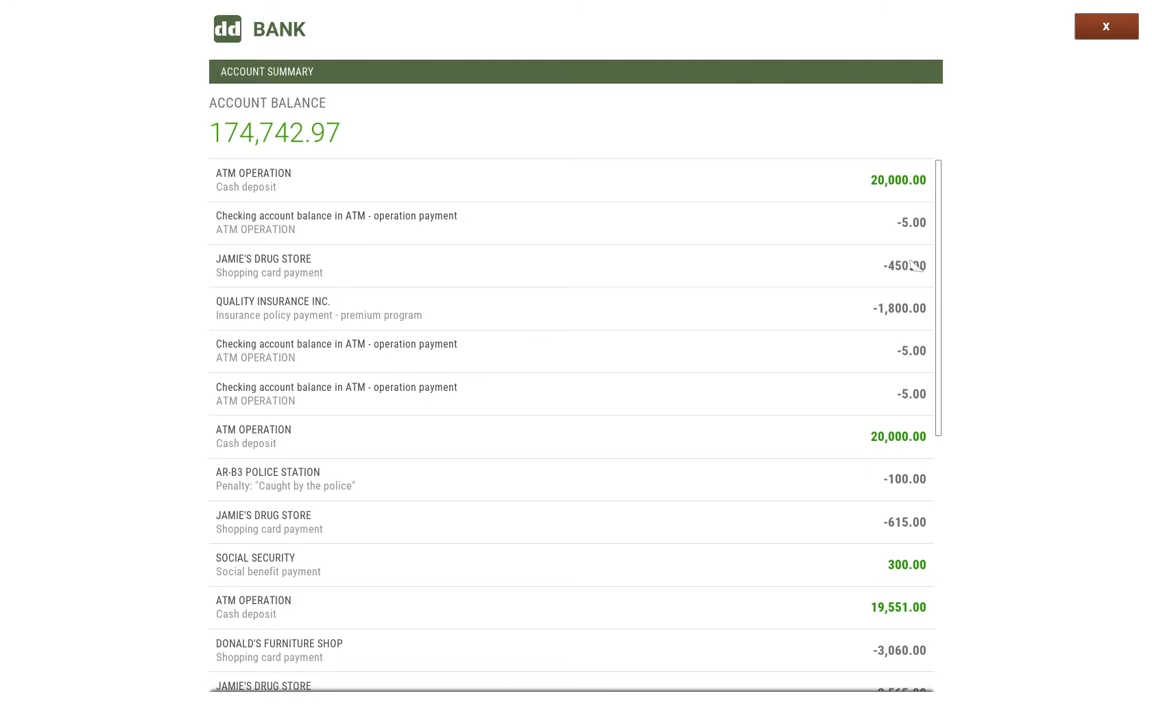 dd BANK
X
ACCOUNT SUMMARY
ACCOUNT BALANCE
174,742.97
ATM OPERATION
Cash deposit
20,000.00
Checking account balance in ATM - operation payment
ATM OPERATION
-5.00
JAMIE'S DRUG STORE
Shopping card payment
-450.00
QUALITY INSURANCE INC.
Insurance policy payment - premium program
-1,800.00
Checking account balance in ATM - operation payment
ATM OPERATION
-5.00
Checking account balance in ATM - operation payment
ATM OPERATION
-5.00
ATM OPERATION
Cash deposit
20,000.00
AR-B3 POLICE STATION
Penalty: "Caught by the police"
-100.00
JAMIE'S DRUG STORE
Shopping card payment
-615.00
SOCIAL SECURITY
Social benefit payment
300.00
ATM OPERATION
Cash deposit
19,551.00
DONALD'S FURNITURE SHOP
Shopping card payment
-3,060.00
JAMIE'S DRUG STORE